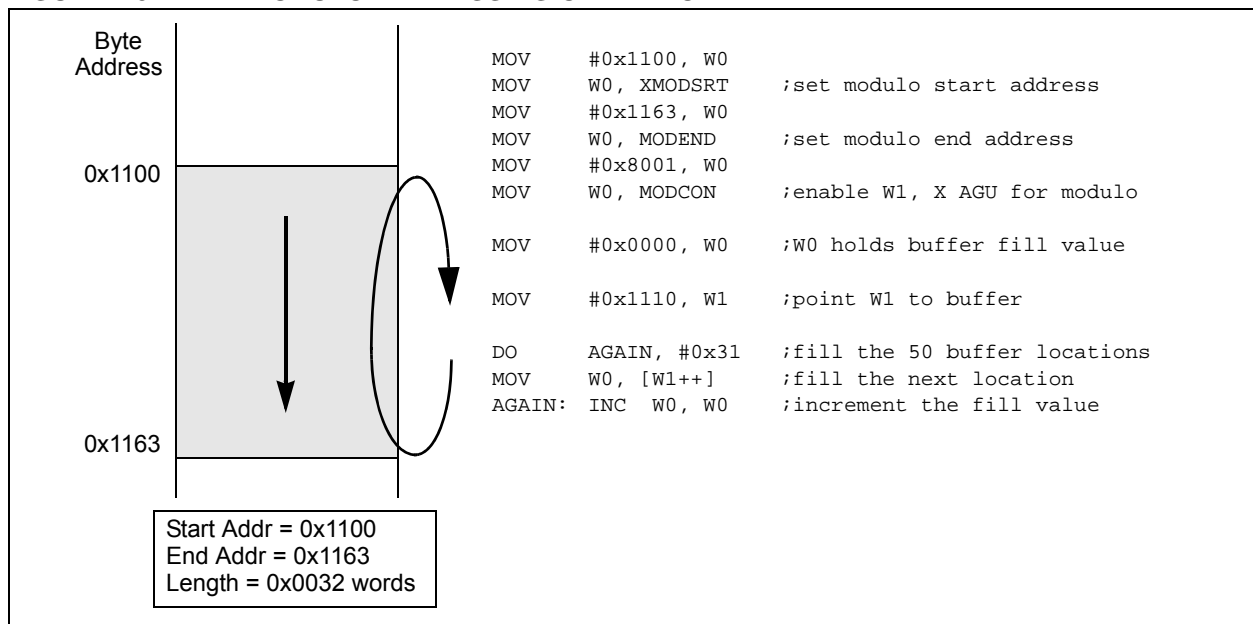 Byte
Address
0x1100
0x1163
Start Addr = 0x1100
End Addr = 0x1163
Length = 0x0032 words
MOV #0x1100, W0
MOV W0, XMODSRT ;set modulo start address
MOV #0x1163, W0
MOV W0, MODEND ;set modulo end address
MOV #0x8001, W0
MOV W0, MODCON ;enable W1, X AGU for modulo
MOV #0x0000, W0 ;W0 holds buffer fill value
MOV #0x1110, W1 ;point W1 to buffer
DO AGAIN, #0x31 ;fill the 50 buffer locations
MOV W0, [W1++] ;fill the next location
AGAIN: INC W0, W0 ;increment the fill value